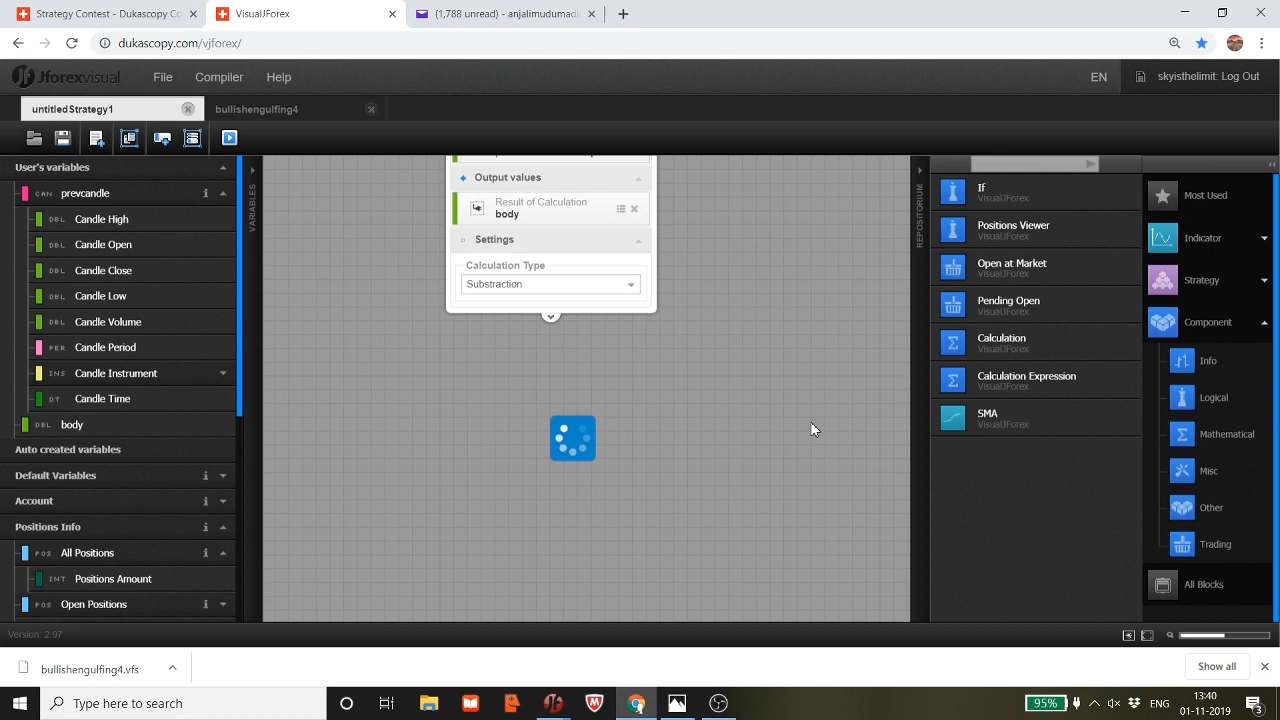 Strategy Contest - Dukascopy Co
VisualJForex
(1,788 unread) - anjalimudumadi
dukascopy.com/vjforex/
Jforexvisual
File
Compiler
Help
EN
skyisthelimit: Log Out
untitledStrategy1
bullishengulfing4
User's variables
CAN prevcandle
DBL Candle High
DBL Candle Open
DBL Candle Close
DBL Candle Low
DBL Candle Volume
PER Candle Period
INS Candle Instrument
DT Candle Time
DBL body
Auto created variables
Default Variables
Account
Positions Info
POS All Positions
INT Positions Amount
POS Open Positions
VARIABLES
Output values
Result of Calculation
body
Settings
Calculation Type
Substraction
REPOSITORIUM
If
VisualJForex
Positions Viewer
VisualJForex
Open at Market
VisualJForex
Pending Open
VisualJForex
Calculation
VisualJForex
Calculation Expression
VisualJForex
SMA
VisualJForex
Most Used
Indicator
Strategy
Component
Info
Logical
Mathematical
Misc
Other
Trading
All Blocks
Version: 2.97
bullishengulfing4.vfs
Show all
Type here to search
95%
ENG
13:40
01-11-2019
3